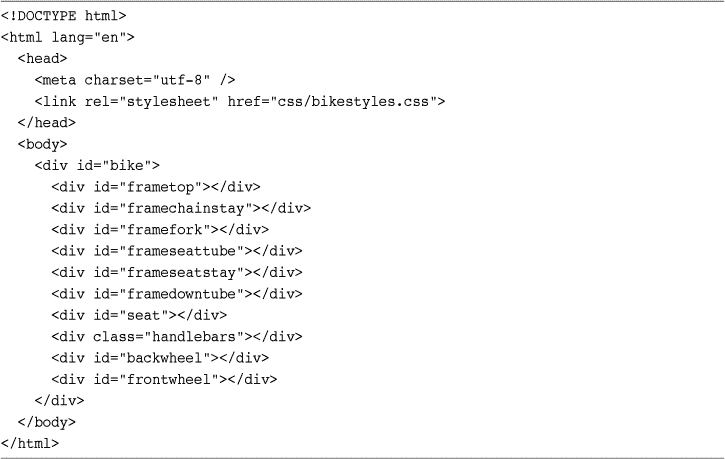 <!DOCTYPE html>
<html lang="en">
  <head>
    <meta charset="utf-8" />
    <link rel="stylesheet" href="css/bikestyles.css">
  </head>
  <body>
    <div id="bike">
      <div id="frametop"></div>
      <div id="framechainstay"></div>
      <div id="framefork"></div>
      <div id="frameseattube"></div>
      <div id="frameseatstay"></div>
      <div id="framedowntube"></div>
      <div id="seat"></div>
      <div class="handlebars"></div>
      <div id="backwheel"></div>
      <div id="frontwheel"></div>
    </div>
  </body>
</html>